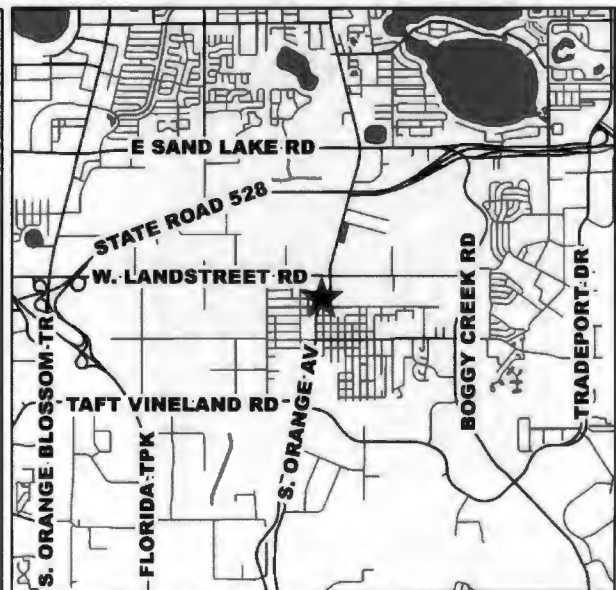 E SAND LAKE RD
STATE ROAD 528
W. LANDSTREET RD
BOGGY CREEK RD
TRADEPORT DR
S. ORANGE BLOSSOM TR
TAFT VINELAND RD
S. ORANGE AV
FLORIDA TPK